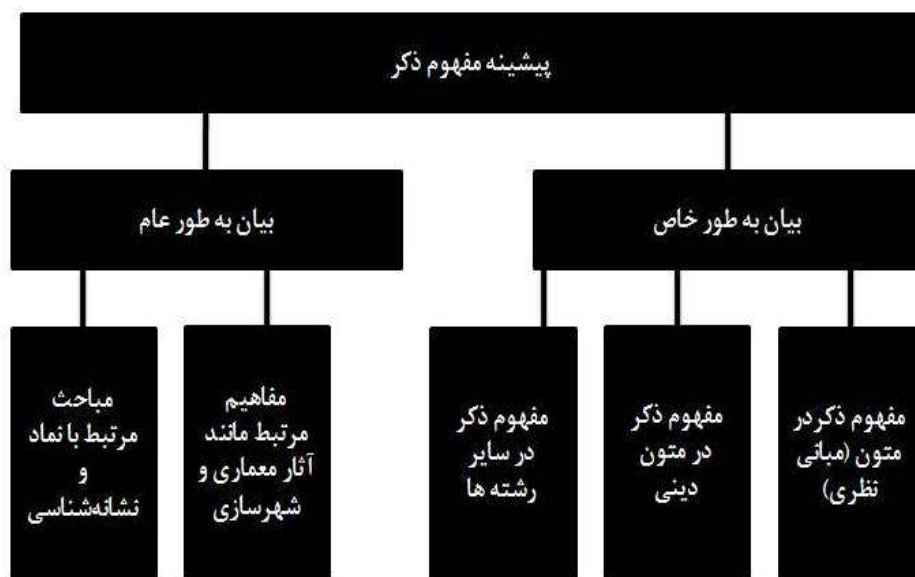 پیشینه مفهوم ذکر
بیان به طور خاص
بیان به طور عام
مفهوم ذکر در
متون (مبانی
نظری)
مفهوم ذکر
در متون
دینی
مفهوم ذکر
در سایر
رشته ها
مفاهیم
مرتبط مانند
آثار معماری و
شهرسازی
مباحث
مرتبط با نماد
و
نشانه‌شناسی